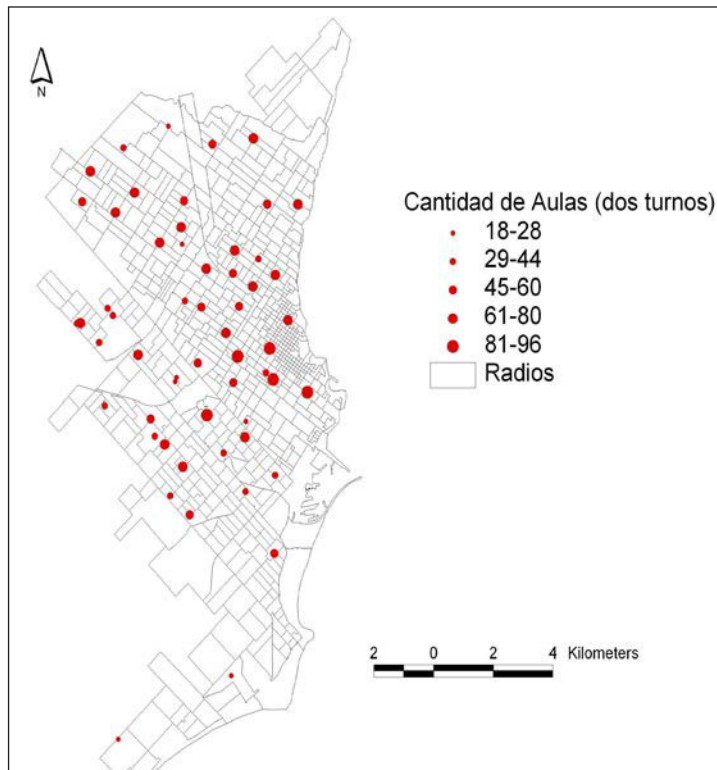 N
Cantidad de Aulas (dos turnos)
18-28
29-44
45-60
61-80
81-96
Radios
2 0 2 4 Kilometers